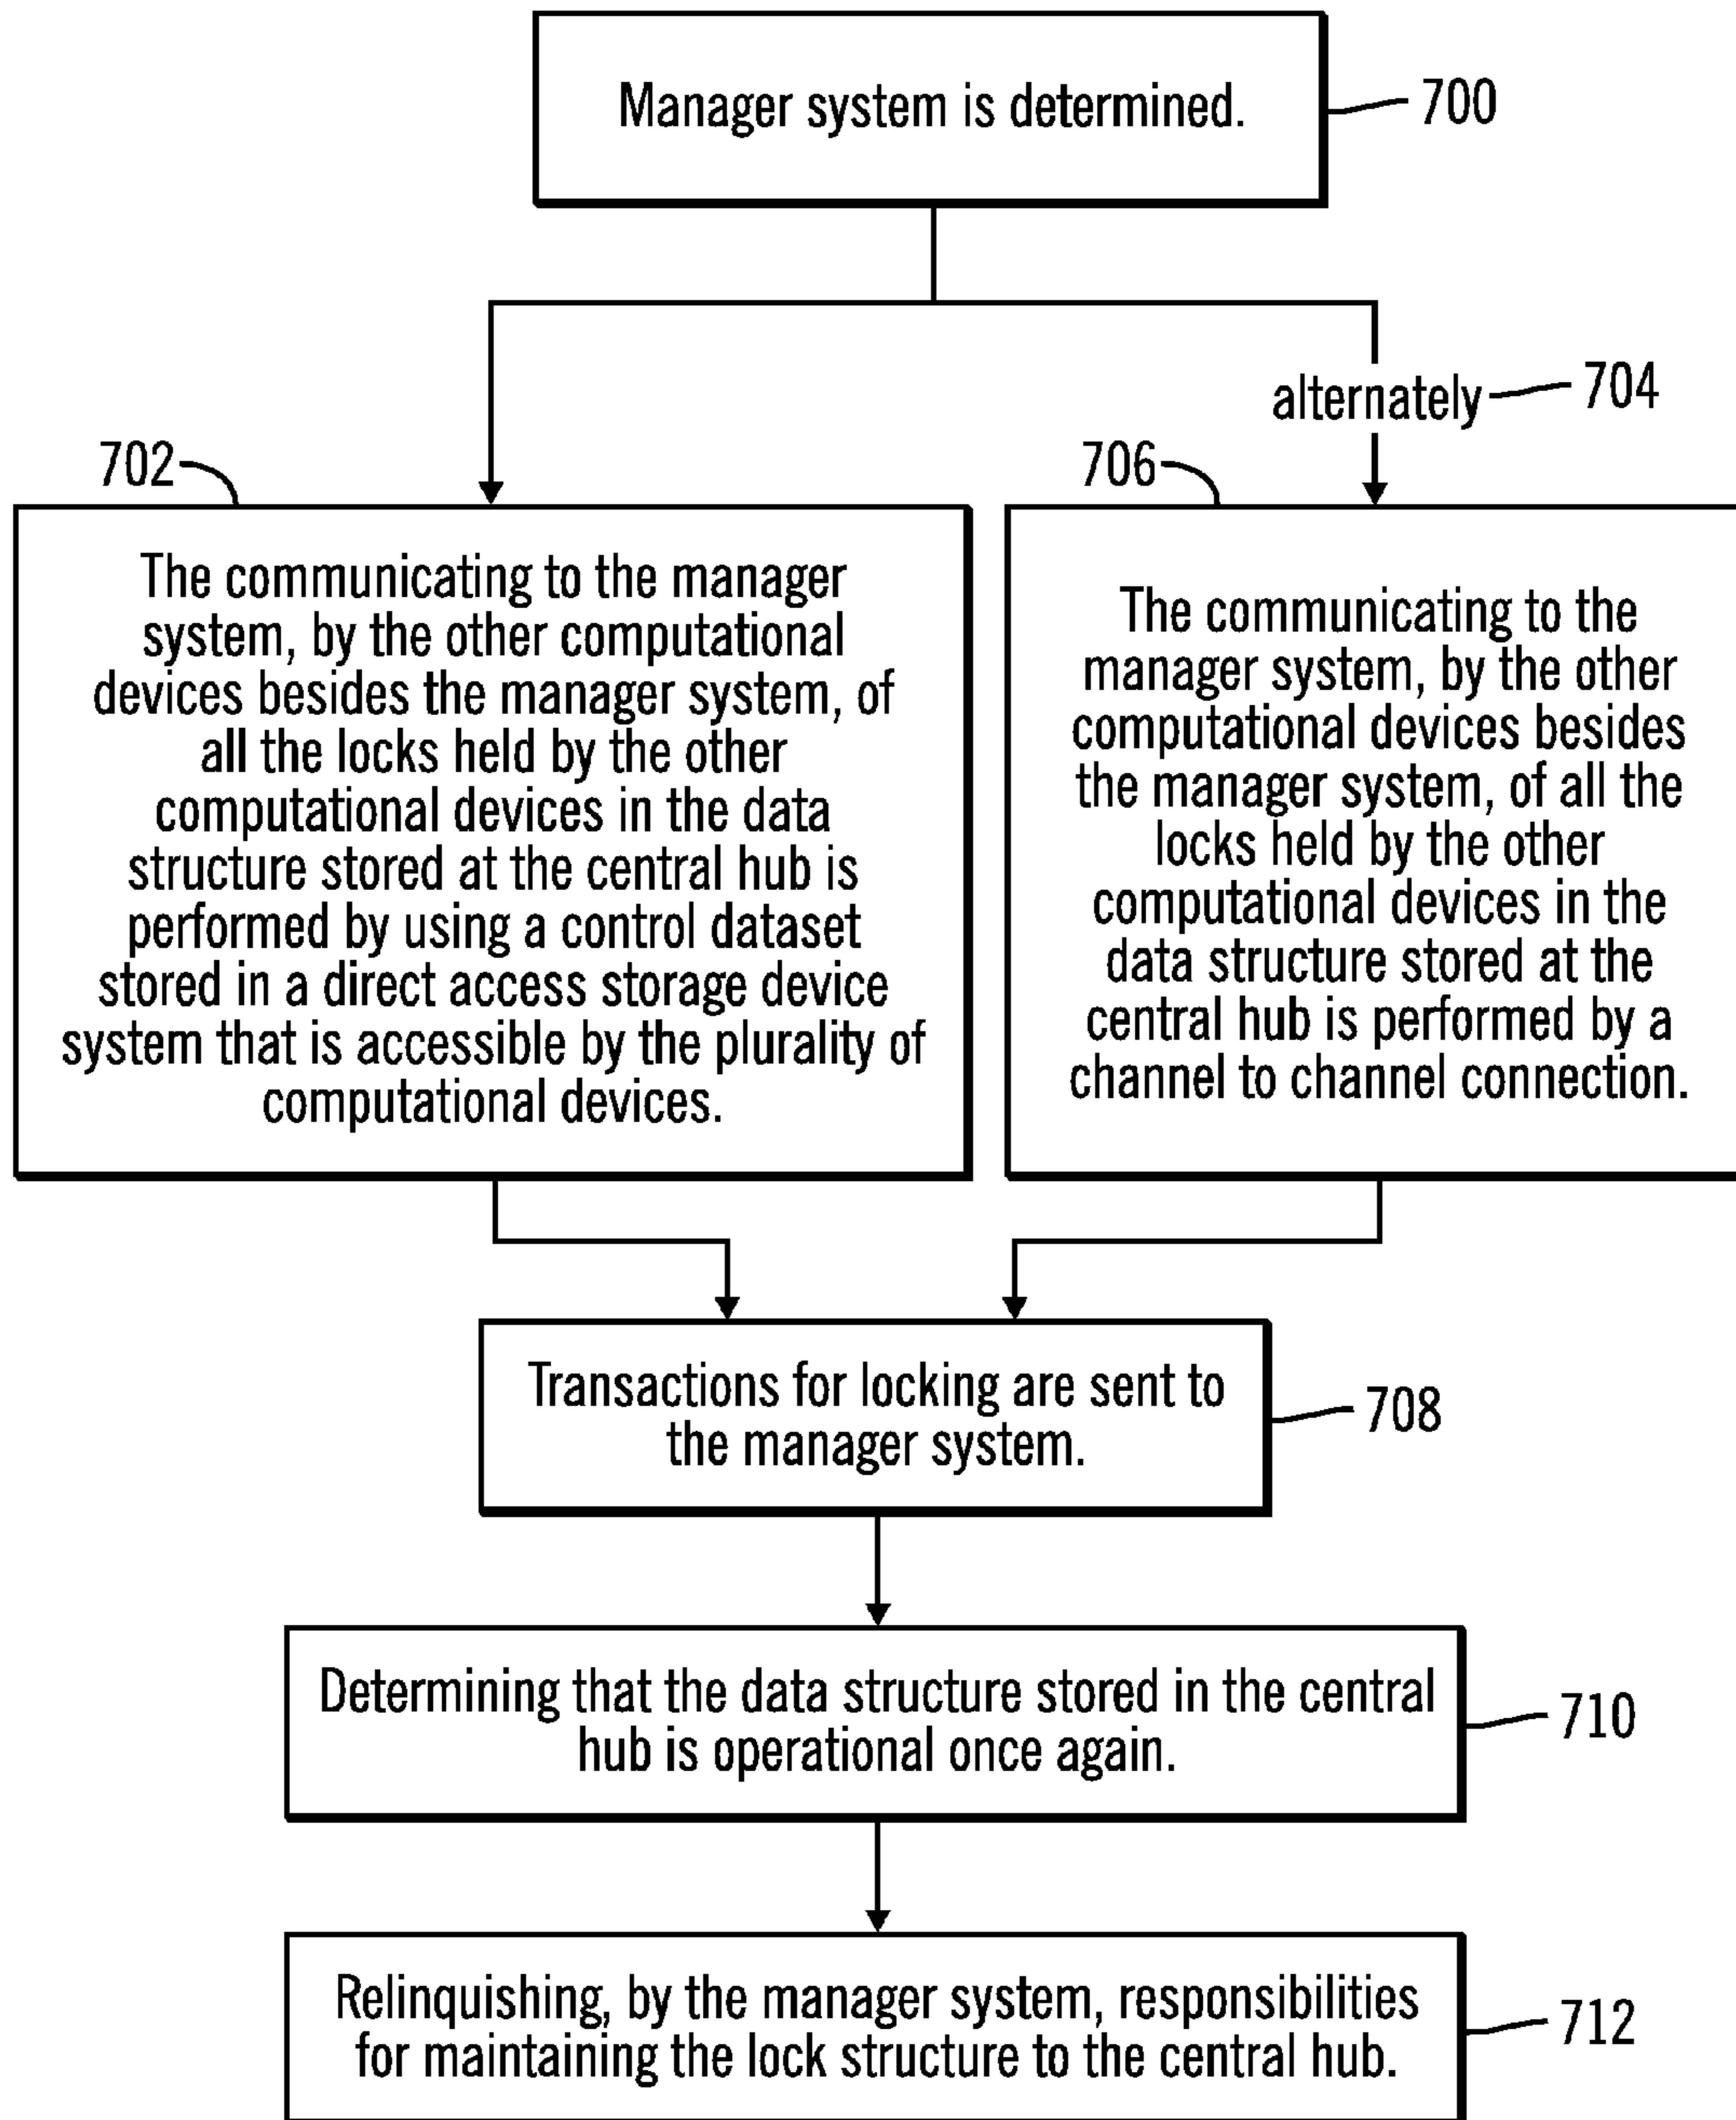 Manager system is determined.
700
alternately
704
702
The communicating to the manager
system, by the other computational
devices besides the manager system, of
all the locks held by the other
computational devices in the data
structure stored at the central hub is
performed by using a control dataset
stored in a direct access storage device
system that is accessible by the plurality of
computational devices.
706
The communicating to the
manager system, by the other
computational devices besides
the manager system, of all the
locks held by the other
computational devices in the
data structure stored at the
central hub is performed by a
channel to channel connection.
Transactions for locking are sent to
the manager system.
708
Determining that the data structure stored in the central
hub is operational once again.
710
Relinquishing, by the manager system, responsibilities
for maintaining the lock structure to the central hub.
712